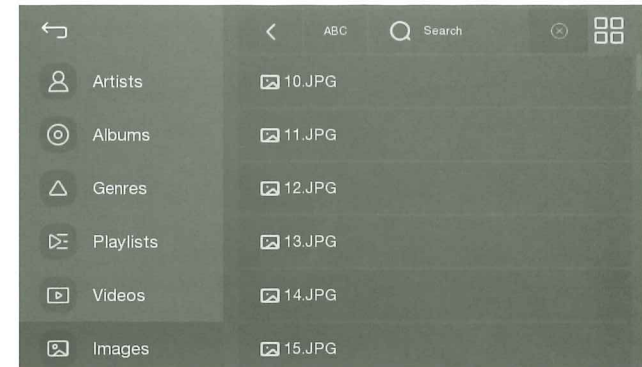 ABC Search
Artists
Albums
Genres
Playlists
Videos
Images
10.JPG
11.JPG
12.JPG
13.JPG
14.JPG
15.JPG